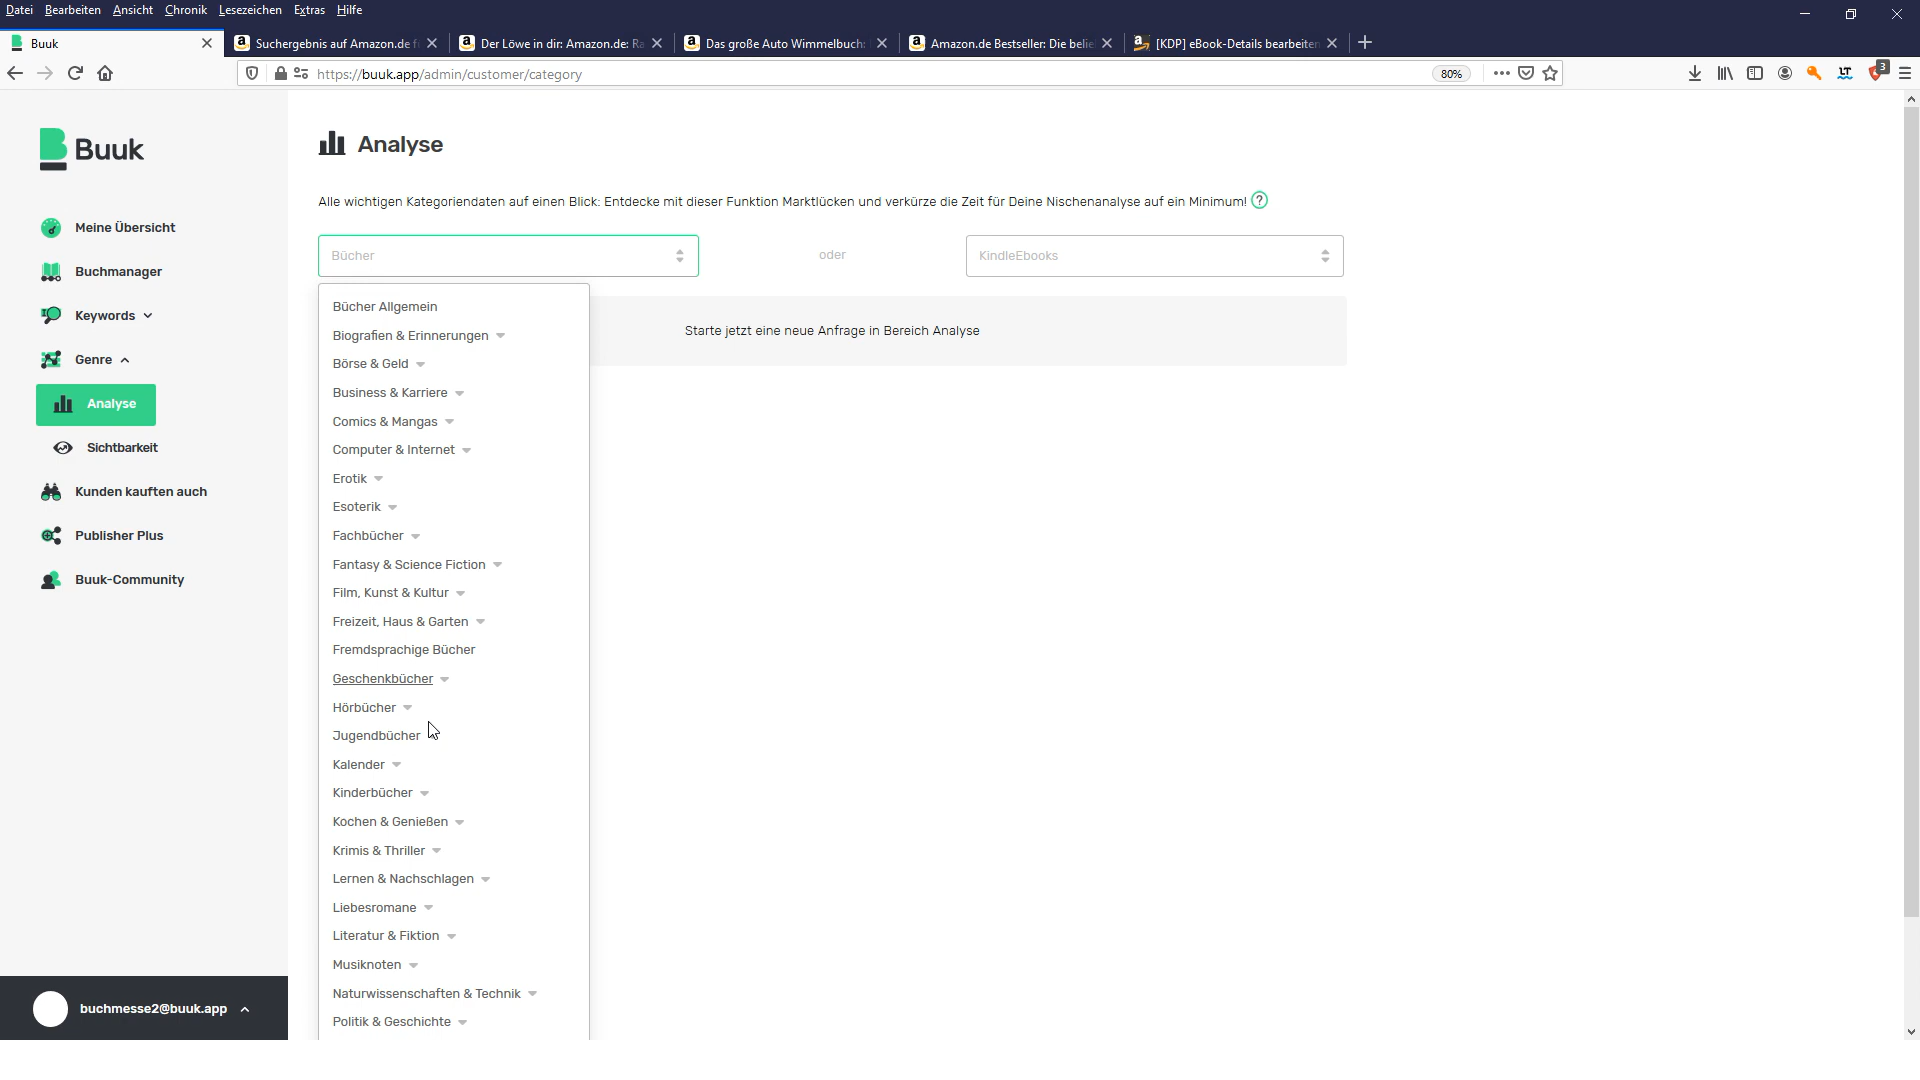 Datei Bearbeiten Ansicht Chronik Lesezeichen Extras Hilfe
Buuk
Suchergebnis auf Amazon.de f
Der Löwe in dir: Amazon.de: Ra
Das große Auto Wimmelbuch:
Amazon.de Bestseller: Die belie
[KDP] eBook-Details bearbeiten
https://buuk.app/admin/customer/category
80%
LT
3
Buuk
Analyse
Alle wichtigen Kategoriendaten auf einen Blick: Entdecke mit dieser Funktion Marktlücken und verkürze die Zeit für Deine Nischenanalyse auf ein Minimum! ?
Meine Übersicht
Buchmanager
Keywords
Genre
Analyse
Sichtbarkeit
Kunden kauften auch
Publisher Plus
Buuk-Community
buchmesse2@buuk.app
Bücher
oder
KindleEbooks
Starte jetzt eine neue Anfrage in Bereich Analyse
Bücher Allgemein
Biografien & Erinnerungen
Börse & Geld
Business & Karriere
Comics & Mangas
Computer & Internet
Erotik
Esoterik
Fachbücher
Fantasy & Science Fiction
Film, Kunst & Kultur
Freizeit, Haus & Garten
Fremdsprachige Bücher
Geschenkbücher
Hörbücher
Jugendbücher
Kalender
Kinderbücher
Kochen & Genießen
Krimis & Thriller
Lernen & Nachschlagen
Liebesromane
Literatur & Fiktion
Musiknoten
Naturwissenschaften & Technik
Politik & Geschichte